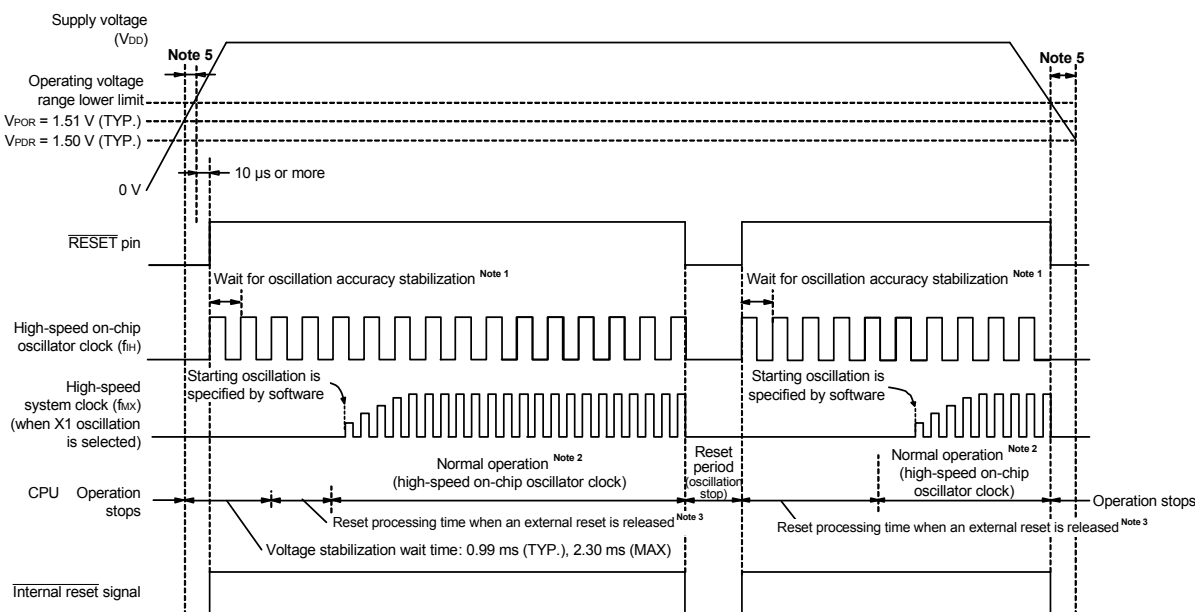 Supply voltage
(VDD)
Note 5
Note 5
Operating voltage
range lower limit
VPOR = 1.51 V (TYP.)
VPDR = 1.50 V (TYP.)
10 µs or more
0 V
RESET pin
Wait for oscillation accuracy stabilization Note 1
Wait for oscillation accuracy stabilization Note 1
High-speed on-chip
oscillator clock (fIH)
Starting oscillation is
specified by software
Starting oscillation is
specified by software
High-speed
system clock (fMX)
(when X1 oscillation
is selected)
Normal operation Note 2
(high-speed on-chip oscillator clock)
Reset
period
(oscillation
stop)
Normal operation Note 2
(high-speed on-chip
oscillator clock)
CPU Operation
stops
Operation stops
Reset processing time when an external reset is released Note 3
Reset processing time when an external reset is released Note 3
Voltage stabilization wait time: 0.99 ms (TYP.), 2.30 ms (MAX)
Internal reset signal